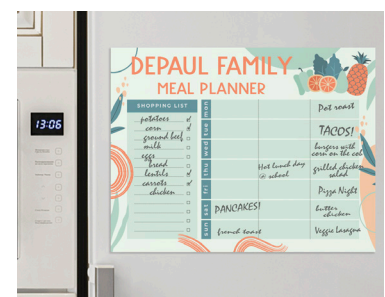 DEPAUL FAMILY
MEAL PLANNER
SHOPPING LIST
potatoes
corn
ground beef
milk
eggs
bread
lentils
carrots
chicken
mon
Pot roast
tue
TACOS!
wed
burgers with
corn on the cob
thu
Hot lunch day
@ school
grilled chicken
salad
fri
Pizza Night
sat
PANCAKES!
butter
chicken
sun
french toast
Veggie lasagna
13:06